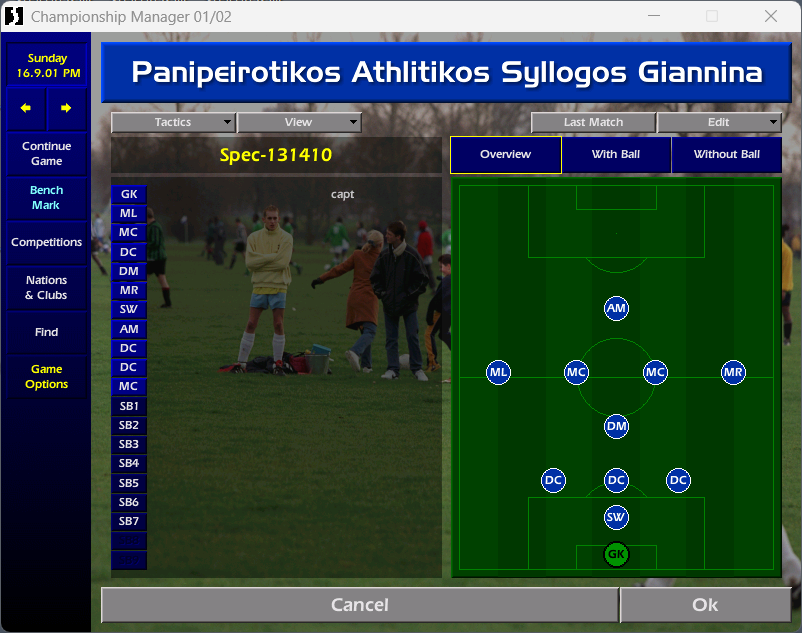 Championship Manager 01/02
Sunday
16.9.01 PM
Continue
Game
Bench
Mark
Competitions
Nations
& Clubs
Find
Game
Options
Panipeirotikos Athlitikos Syllogos Giannina
Tactics
View
Last Match
Edit
Spec-131410
Overview
With Ball
Without Ball
GK capt
ML
MC
DC
DM
MR
SW
AM
DC
DC
MC
SB1
SB2
SB3
SB4
SB5
SB6
SB7
AM
ML MC MC MR
DM
DC DC DC
SW
GK
Cancel
Ok